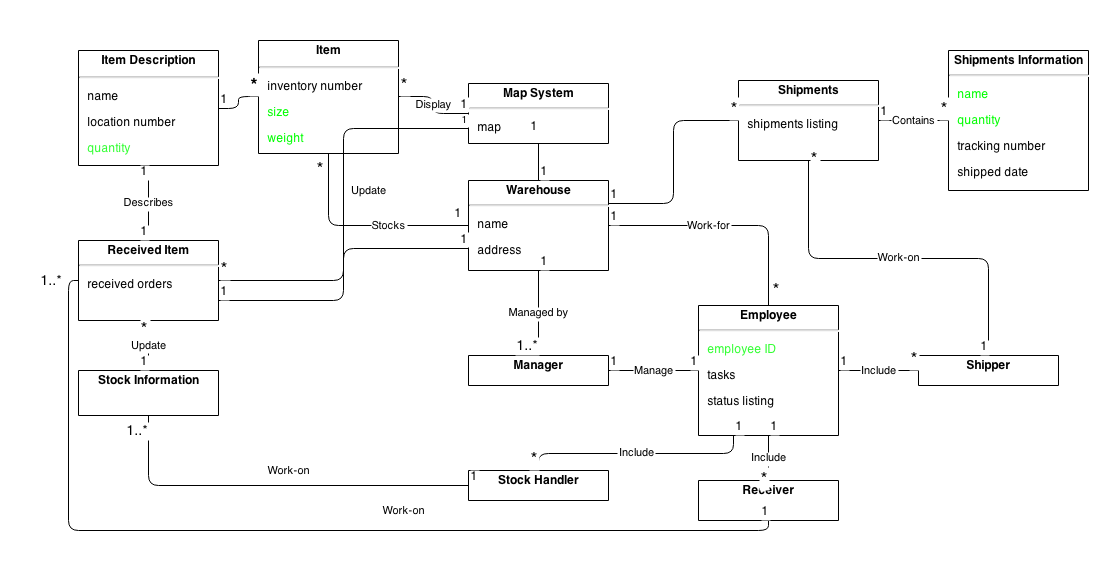 Item Description
name
location number
quantity
1
Item
inventory number
size
weight
*
*
*
Display
1
1
Map System
map
1
Shipments
shipments listing
*
1
*
Contains
*
Shipments Information
name
quantity
tracking number
shipped date
1
Describes
1
Update
Stocks
1
1
1
Warehouse
name
address
1
1
1
Work-for
*
Work-on
1
Received Item
received orders
*
1
1..*
*
Update
1
Stock Information
1..*
Managed by
1..*
Manager
1
Manage
1
Employee
employee ID
tasks
status listing
1
Include
*
Shipper
1
1
Include
*
Include
*
Work-on
1
Stock Handler
Receiver
1
Work-on